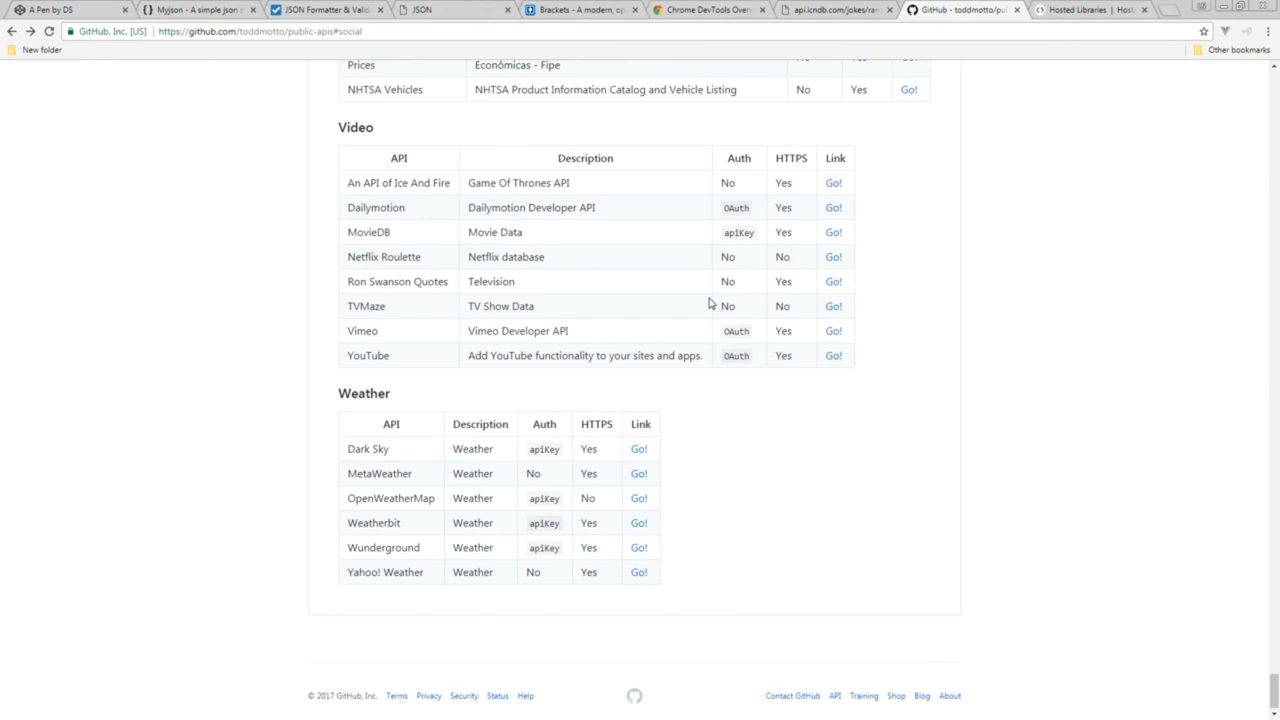 A Pen by DS
Myjson - A simple json s
JSON Formatter & Valid
JSON
Brackets - A modern, op
Chrome DevTools Over
api.icndb.com/jokes/ran
GitHub - toddmotto/pu
Hosted Libraries | Host
GitHub, Inc. [US] https://github.com/toddmotto/public-apis#social
New folder Other bookmarks
Prices Econômicas - Fipe No Yes Go!
NHTSA Vehicles NHTSA Product Information Catalog and Vehicle Listing No Yes Go!
Video
API Description Auth HTTPS Link
An API of Ice And Fire Game Of Thrones API No Yes Go!
Dailymotion Dailymotion Developer API OAuth Yes Go!
MovieDB Movie Data apiKey Yes Go!
Netflix Roulette Netflix database No No Go!
Ron Swanson Quotes Television No Yes Go!
TVMaze TV Show Data No No Go!
Vimeo Vimeo Developer API OAuth Yes Go!
YouTube Add YouTube functionality to your sites and apps. OAuth Yes Go!
Weather
API Description Auth HTTPS Link
Dark Sky Weather apiKey Yes Go!
MetaWeather Weather No Yes Go!
OpenWeatherMap Weather apiKey No Go!
Weatherbit Weather apiKey Yes Go!
Wunderground Weather apiKey Yes Go!
Yahoo! Weather Weather No Yes Go!
© 2017 GitHub, Inc. Terms Privacy Security Status Help Contact GitHub API Training Shop Blog About